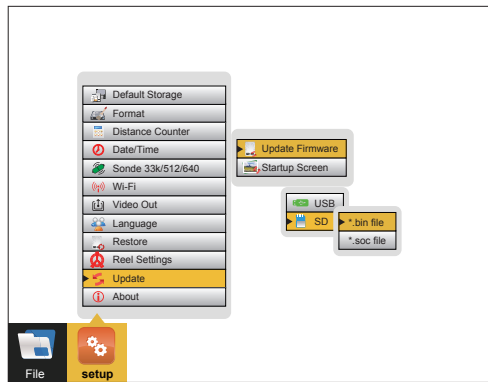 Default Storage
Format
Distance Counter
Date/Time
Sonde 33k/512/640
Wi-Fi
Video Out
Language
Restore
Reel Settings
Update
About
Update Firmware
Startup Screen
USB
SD
*.bin file
*.soc file
File
setup